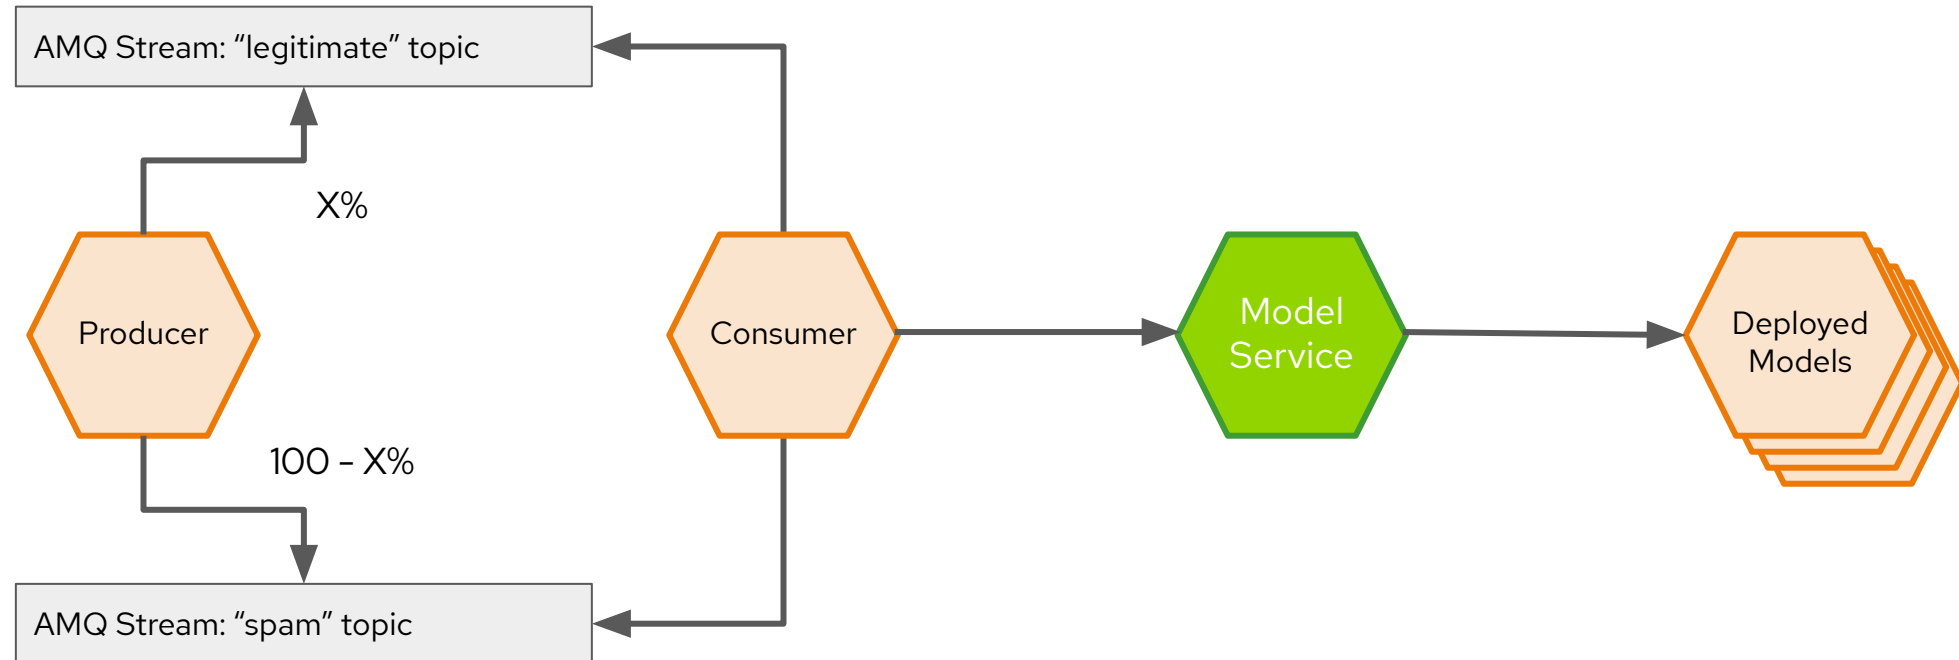 AMQ Stream: “legitimate” topic
X%
Producer
Consumer
Model
Service
Deployed
Models
100 - X%
AMQ Stream: “spam” topic